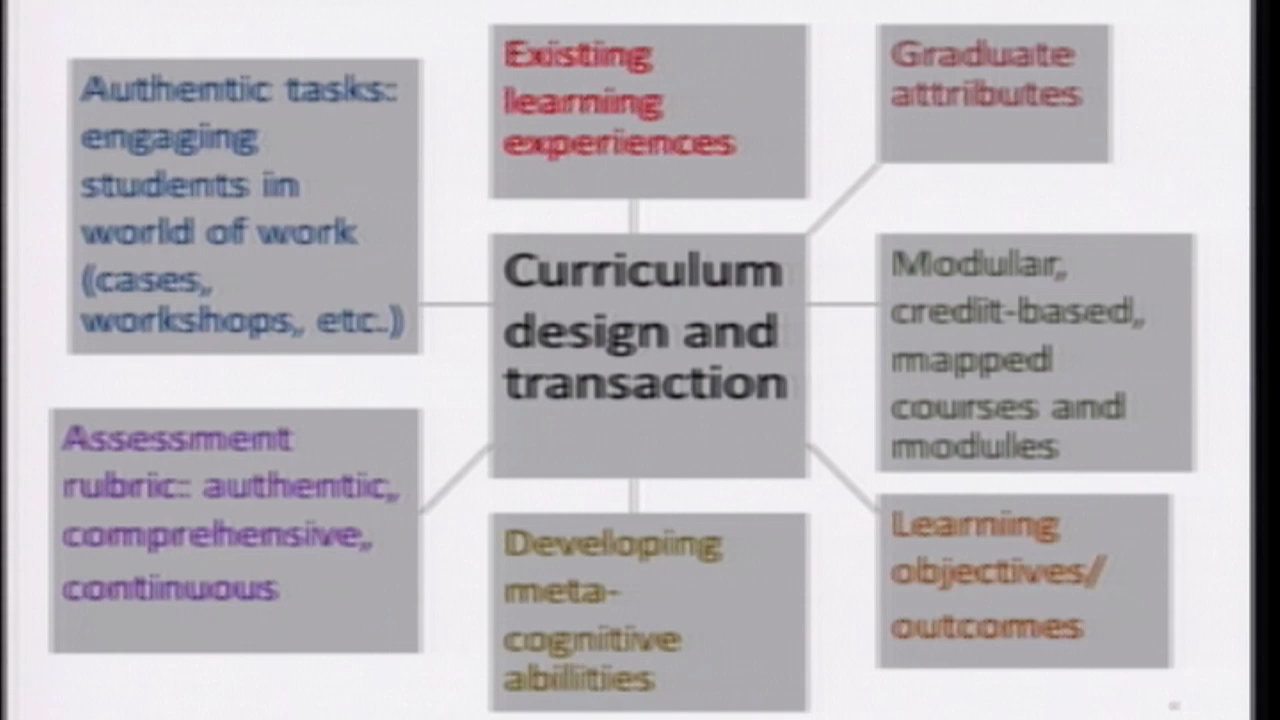 Existing
learning
experiences
Graduate
attributes
Authentic tasks:
engaging
students in
world of work
(cases,
workshops, etc.)
Curriculum
design and
transaction
Modular,
credit-based,
mapped
courses and
modules
Assessment
rubric: authentic,
comprehensive,
continuous
Developing
meta-
cognitive
abilities
Learning
objectives/
outcomes